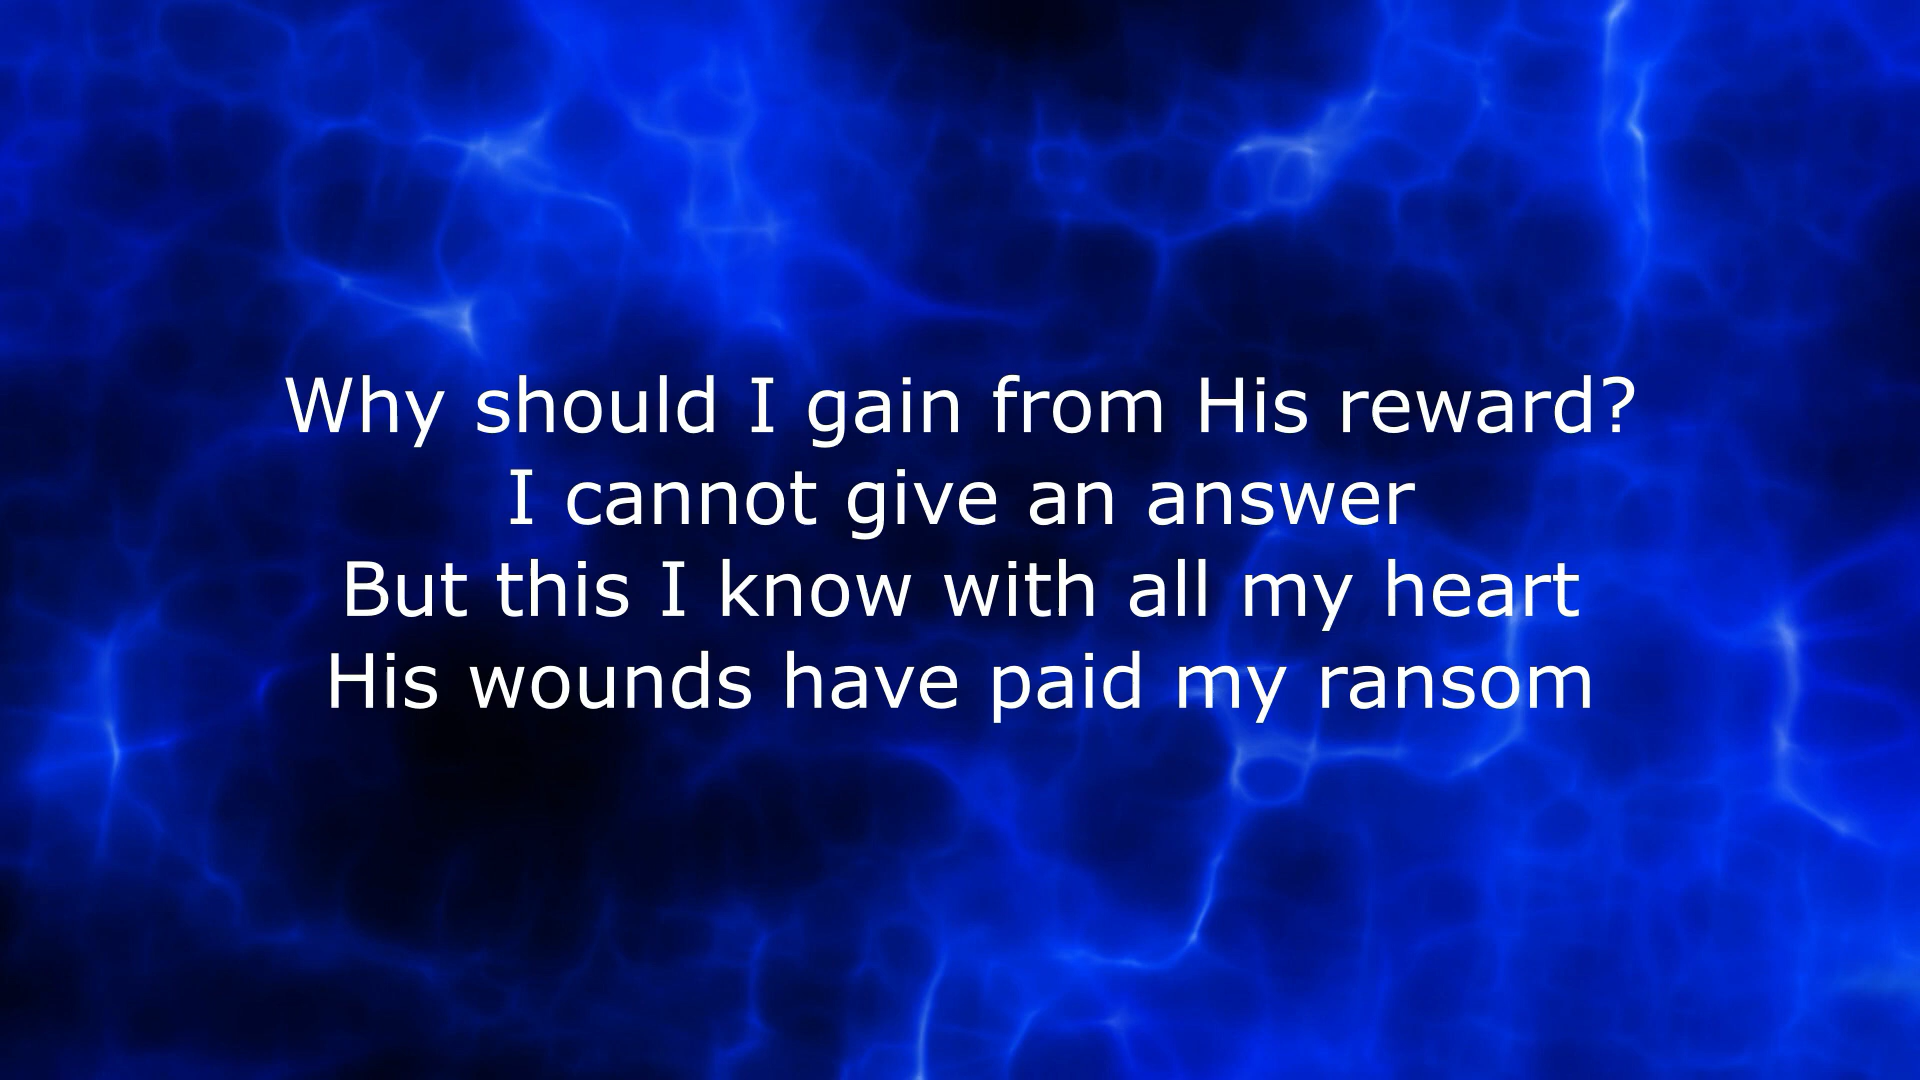 Why should I gain from His reward?
I cannot give an answer
But this I know with all my heart
His wounds have paid my ransom